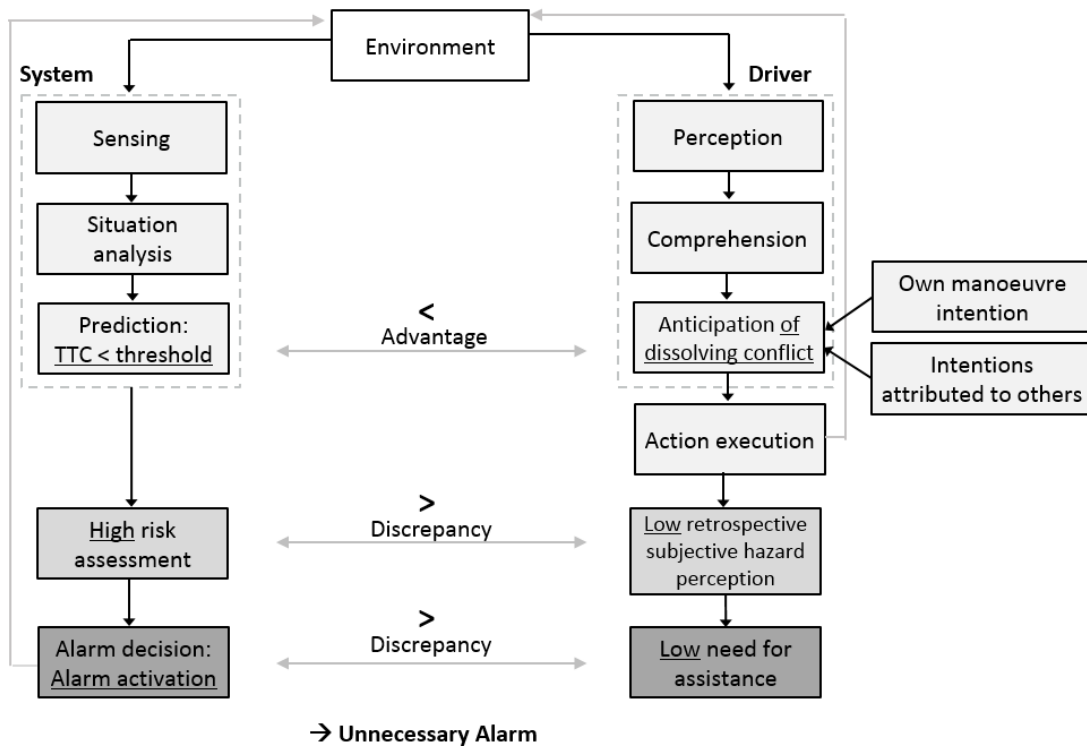 Environment
System
Driver
Sensing
Perception
Situation
analysis
Comprehension
Prediction:
TTC < threshold
<
Advantage
Anticipation of
dissolving conflict
Own manoeuvre
intention
Intentions
attributed to others
Action execution
High risk
assessment
>
Discrepancy
Low retrospective
subjective hazard
perception
Alarm decision:
Alarm activation
>
Discrepancy
Low need for
assistance
→ Unnecessary Alarm